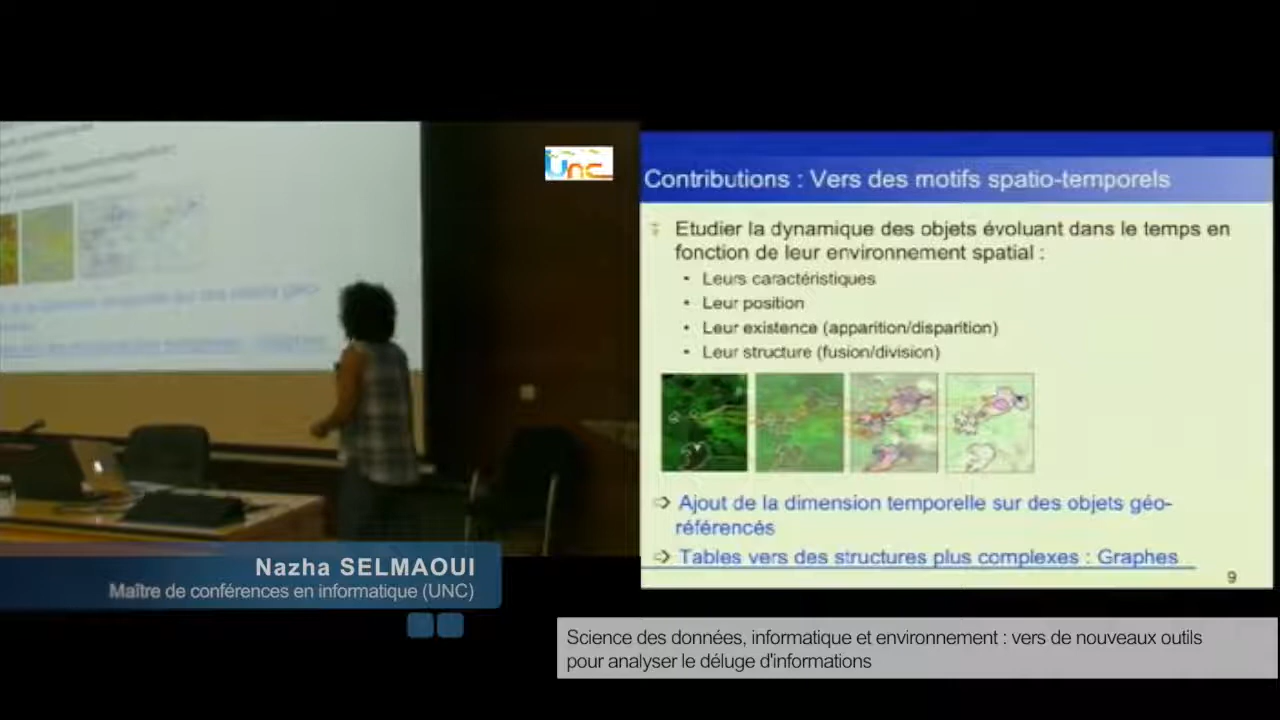 Unc
Contributions : Vers des motifs spatio-temporels
Etudier la dynamique des objets évoluant dans le temps en
fonction de leur environnement spatial :
• Leurs caractéristiques
• Leur position
• Leur existence (apparition/disparition)
• Leur structure (fusion/division)
⇨ Ajout de la dimension temporelle sur des objets géo-
référencés
⇨ Tables vers des structures plus complexes : Graphes
9
Nazha SELMAOUI
Maître de conférences en informatique (UNC)
Science des données, informatique et environnement : vers de nouveaux outils
pour analyser le déluge d'informations